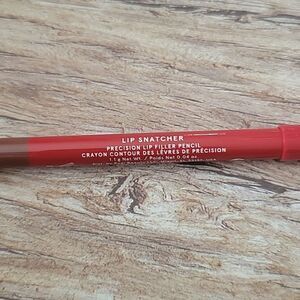 LIP SNATCHER
PRECISION LIP FILLER PENCIL
CRAYON CONTOUR DES LÈVRES DE PRÉCISION
1.1g Net Wt. / Poids Net 0.04 oz